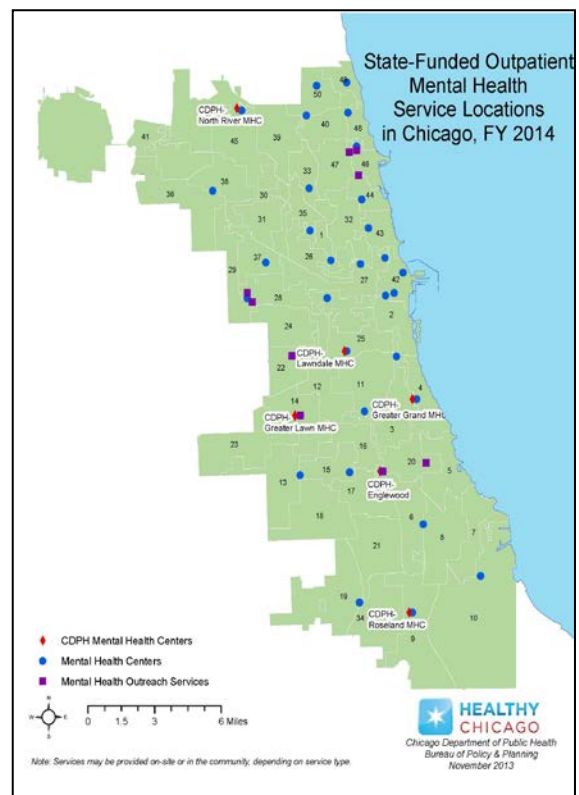 State-Funded Outpatient
Mental Health
Service Locations
in Chicago, FY 2014
50
49
CDPH-
North River MHC
40
48
41
45
39
47
46
33
38
44
36
30
35
32
31
1
43
37
26
29
27
42
28
2
24
25
CDPH-
Lawndale MHC
22
12
11
4
14
CDPH-
Greater Grand MHC
CDPH-
Greater Lawn MHC
3
23
16
20
5
15
13
CDPH-
Englewood
17
18
6
7
8
21
19
CDPH-
Roseland MHC
34
10
9
CDPH Mental Health Centers
Mental Health Centers
Mental Health Outreach Services
N
W E
S
0 1.5 3 6 Miles
HEALTHY
CHICAGO
Chicago Department of Public Health
Bureau of Policy & Planning
November 2013
Note: Services may be provided on-site or in the community, depending on service type.